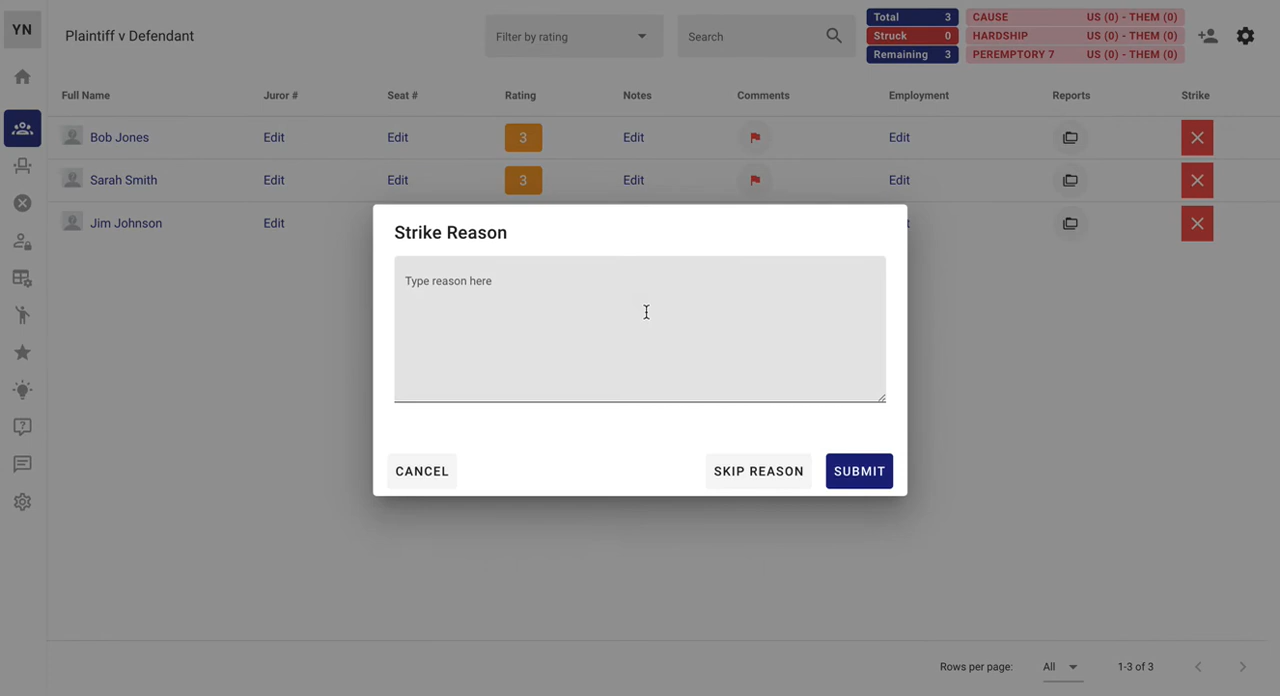 YN
Plaintiff v Defendant
Filter by rating
Search
Total 3
Struck 0
Remaining 3
CAUSE US (0) - THEM (0)
HARDSHIP US (0) - THEM (0)
PEREMPTORY 7 US (0) - THEM (0)
Full Name Juror # Seat # Rating Notes Comments Employment Reports Strike
Bob Jones Edit Edit 3 Edit Edit
Sarah Smith Edit Edit 3 Edit Edit
Jim Johnson Edit
Strike Reason
Type reason here
CANCEL SKIP REASON SUBMIT
Rows per page: All 1-3 of 3